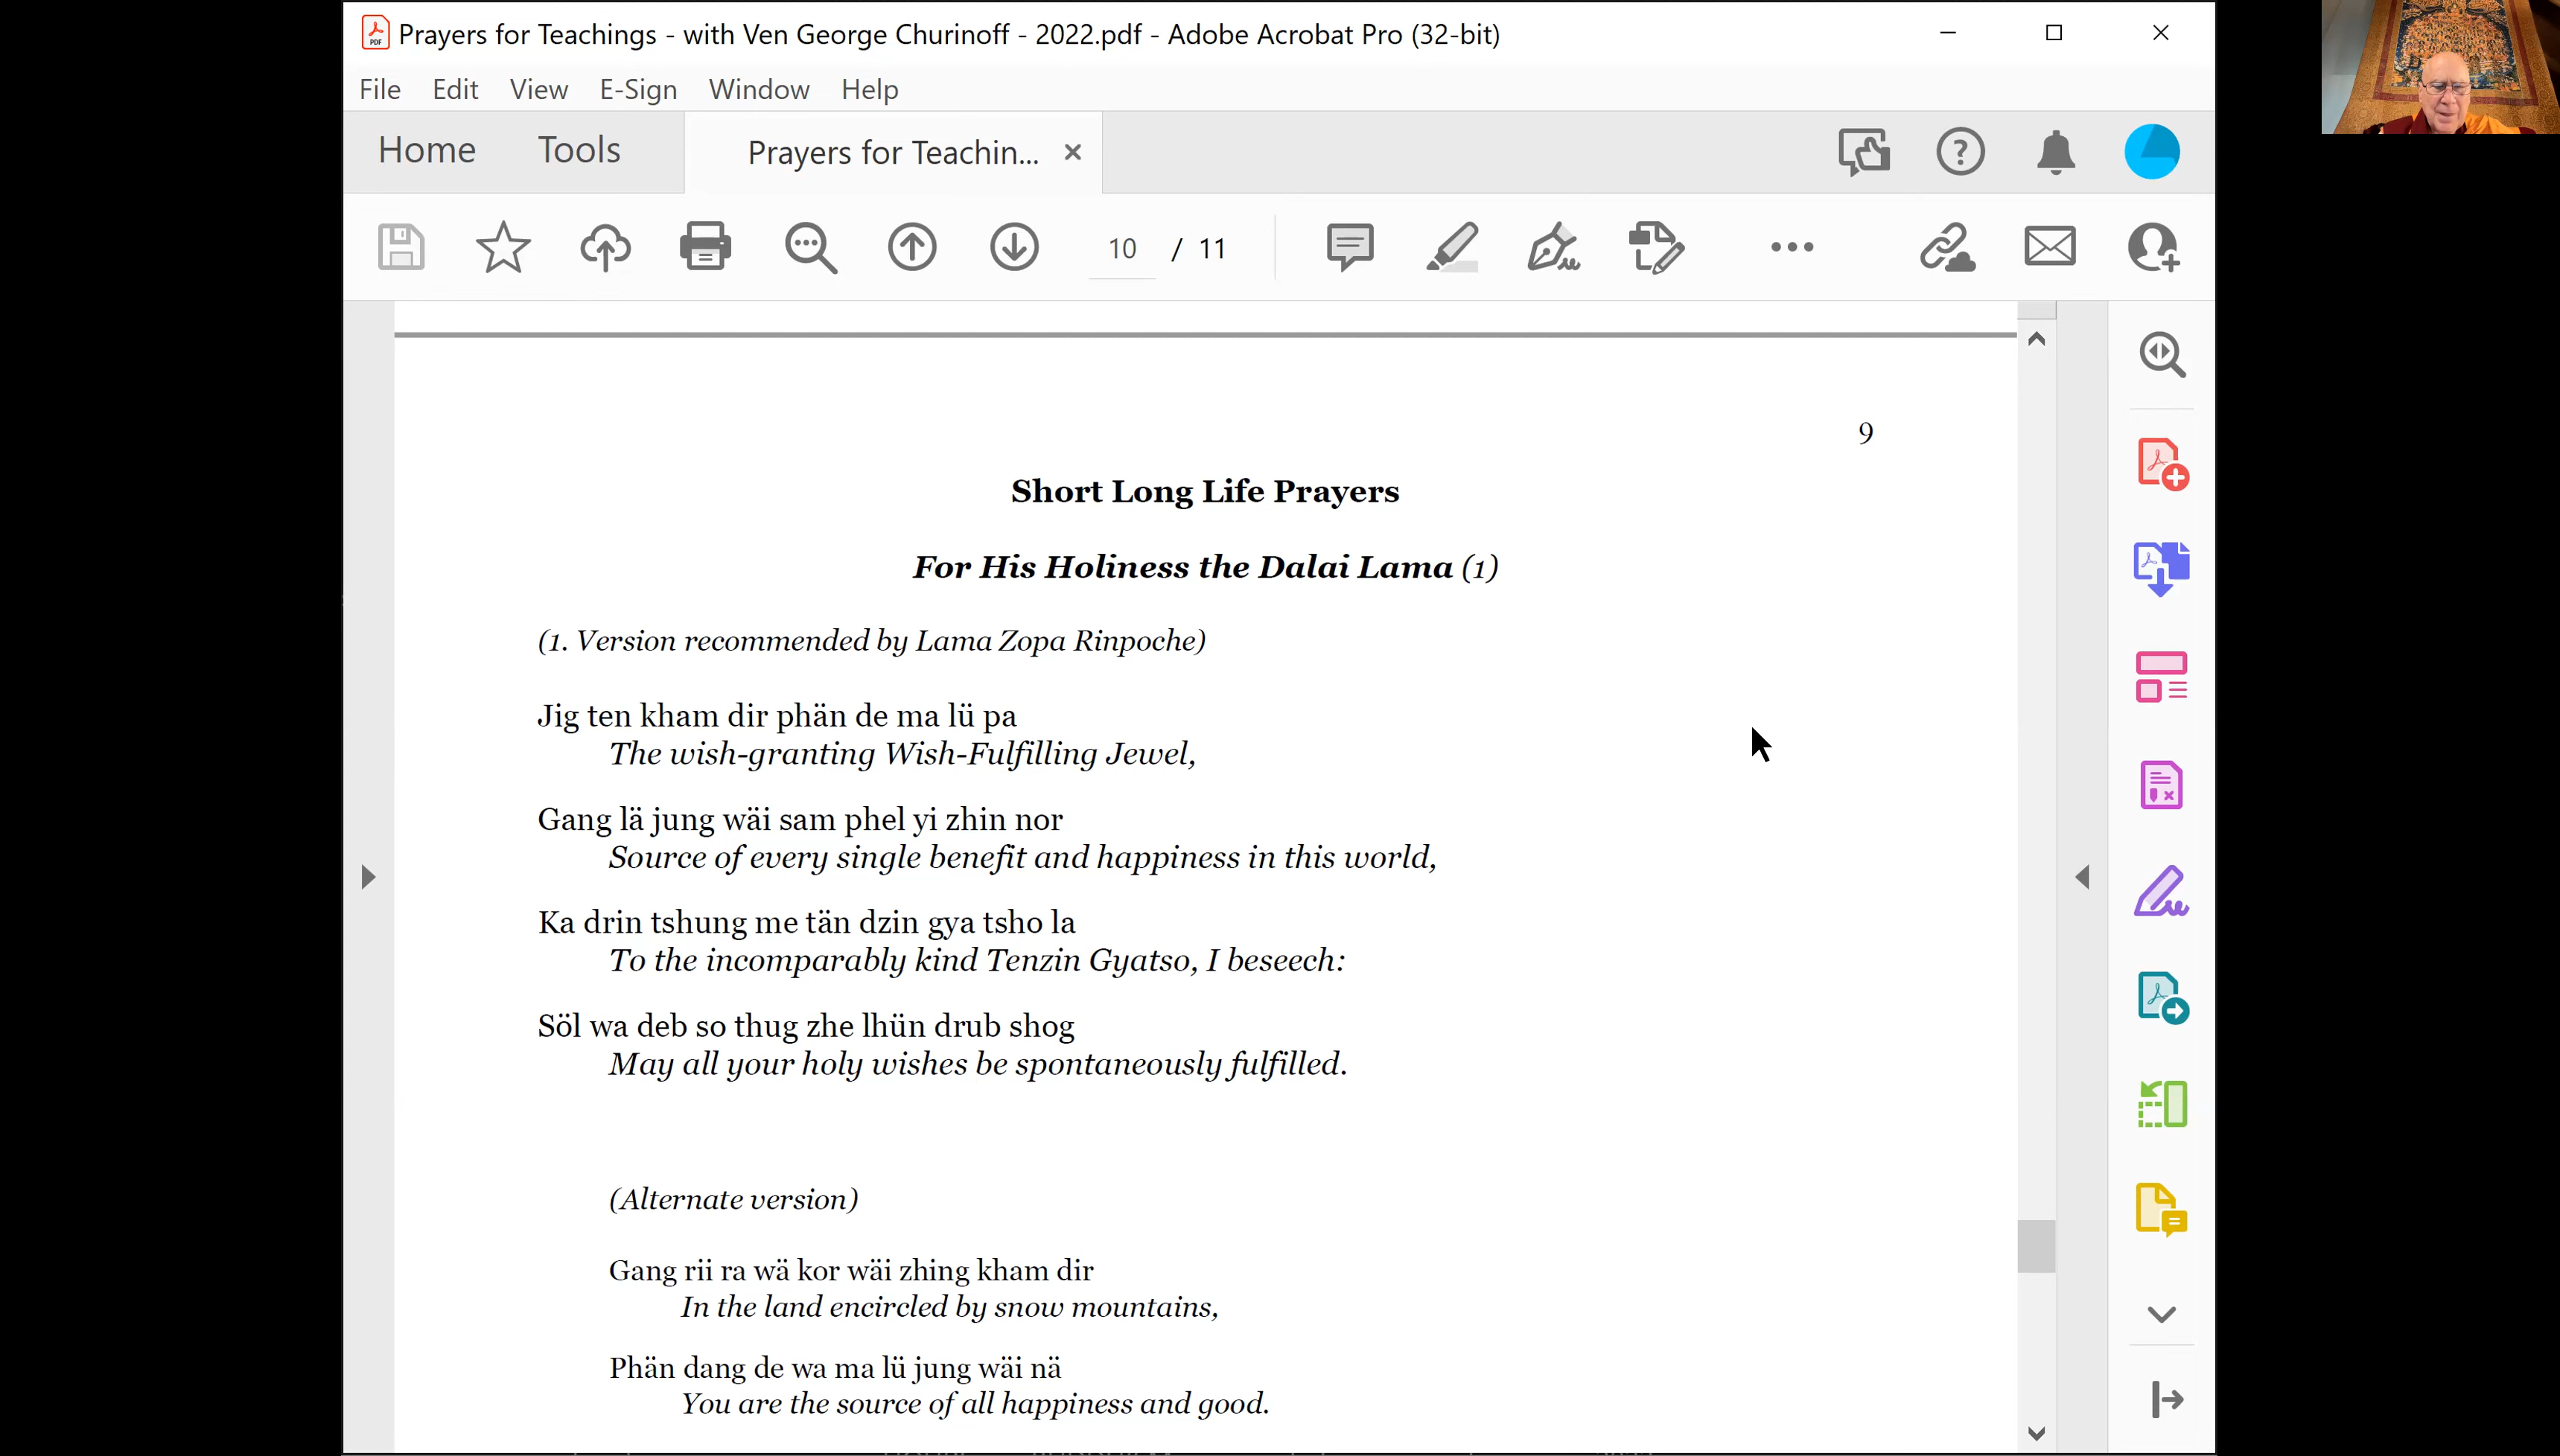 Prayers for Teachings - with Ven George Churinoff - 2022.pdf - Adobe Acrobat Pro (32-bit)
File Edit View E-Sign Window Help
Home Tools Prayers for Teachin...
10 / 11
9
Short Long Life Prayers
For His Holiness the Dalai Lama (1)
(1. Version recommended by Lama Zopa Rinpoche)
Jig ten kham dir phän de ma lü pa
The wish-granting Wish-Fulfilling Jewel,
Gang lä jung wäi sam phel yi zhin nor
Source of every single benefit and happiness in this world,
Ka drin tshung me tän dzin gya tsho la
To the incomparably kind Tenzin Gyatso, I beseech:
Söl wa deb so thug zhe lhün drub shog
May all your holy wishes be spontaneously fulfilled.
(Alternate version)
Gang rii ra wä kor wäi zhing kham dir
In the land encircled by snow mountains,
Phän dang de wa ma lü jung wäi nä
You are the source of all happiness and good.